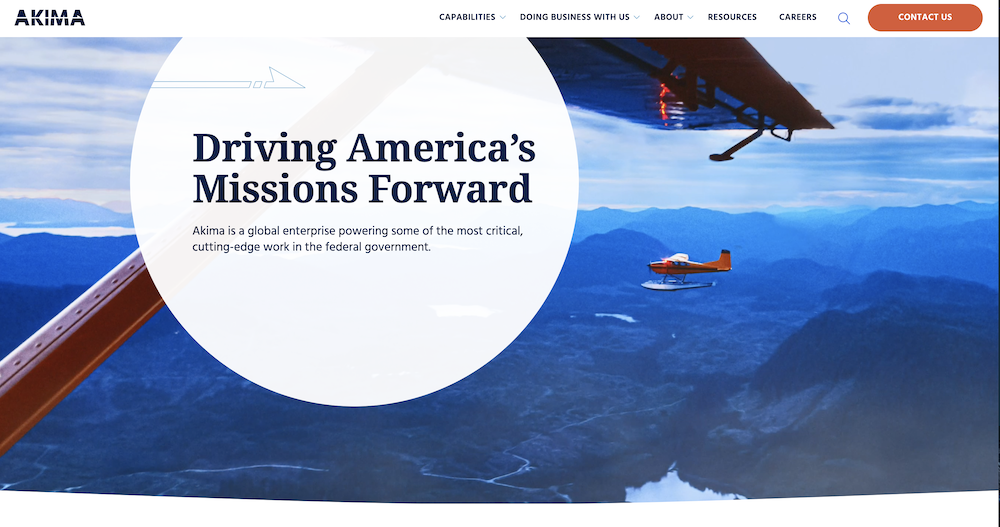 AKIMA
CAPABILITIES DOING BUSINESS WITH US ABOUT RESOURCES CAREERS CONTACT US
Driving America’s
Missions Forward
Akima is a global enterprise powering some of the most critical,
cutting-edge work in the federal government.